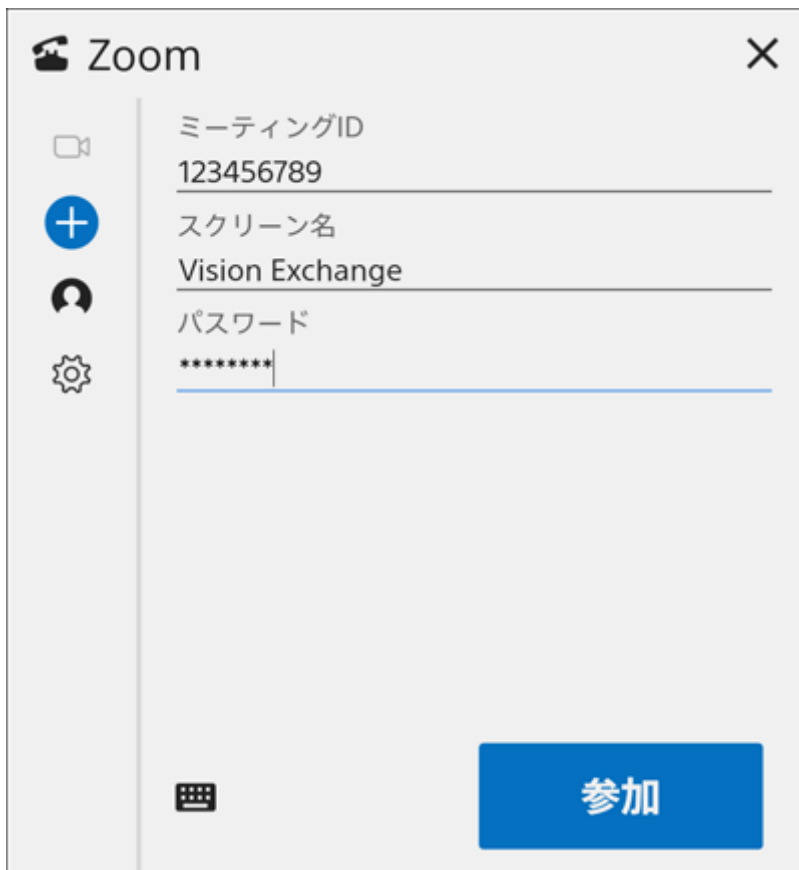 Zoom
ミーティングID
123456789
スクリーン名
Vision Exchange
パスワード
********
参加